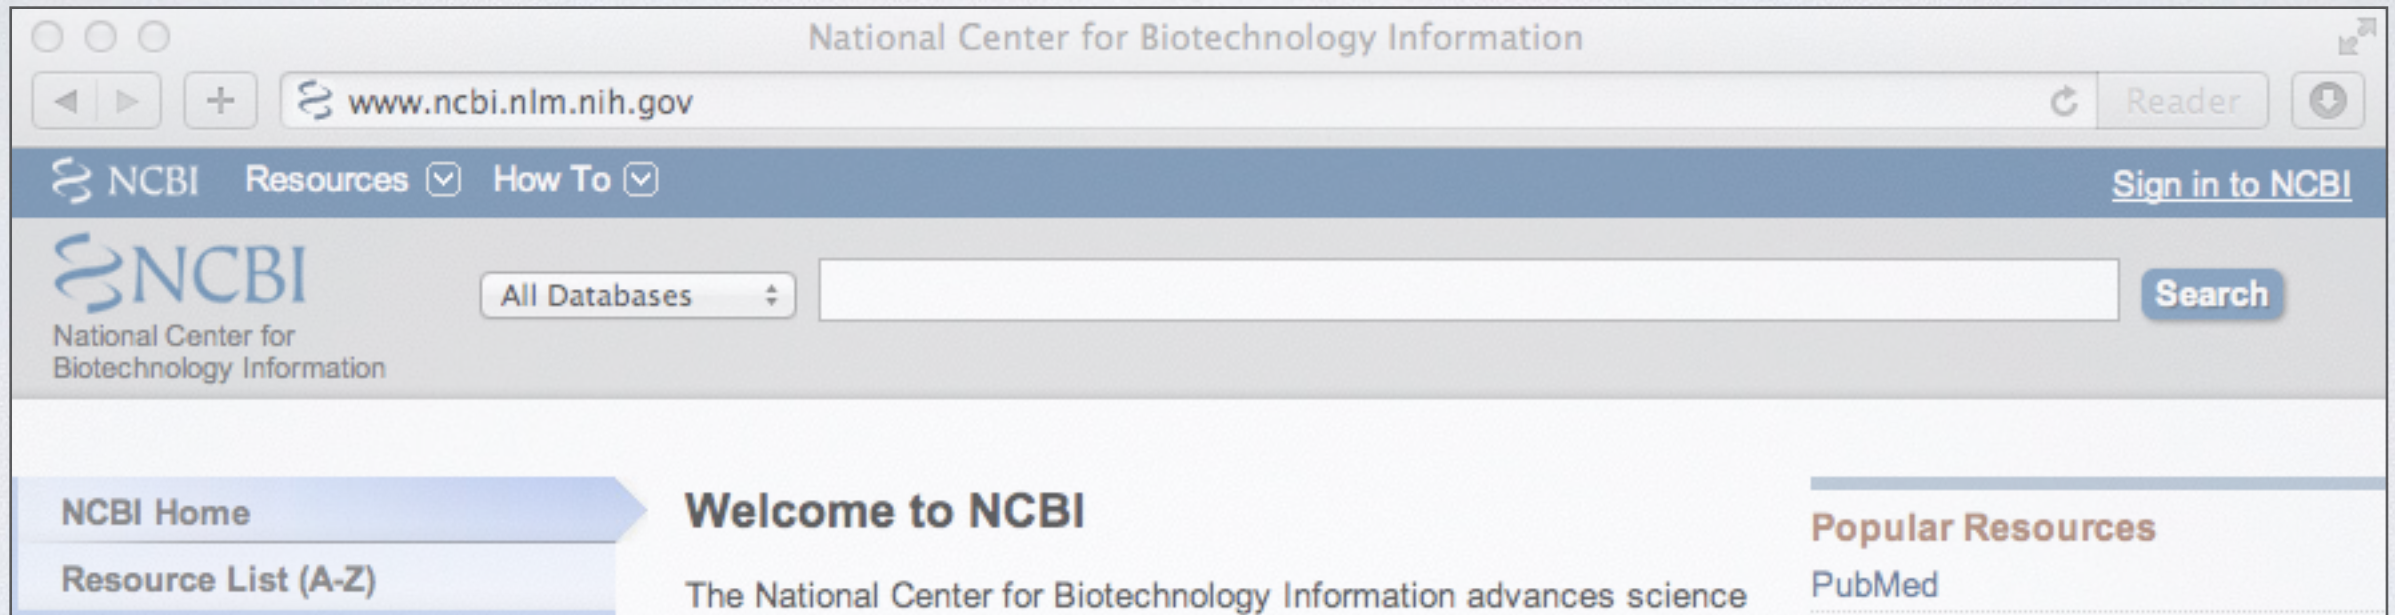 National Center for Biotechnology Information
www.ncbi.nlm.nih.gov
Reader
NCBI Resources How To
Sign in to NCBI
NCBI
National Center for
Biotechnology Information
All Databases
Search
NCBI Home
Resource List (A-Z)
Welcome to NCBI
The National Center for Biotechnology Information advances science
Popular Resources
PubMed